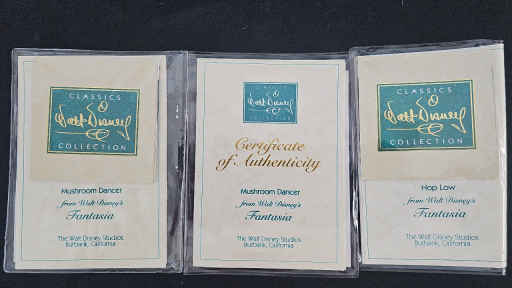 CLASSICS
Walt Disney
COLLECTION
Mushroom Dancer
from Walt Disney's
Fantasia
The Walt Disney Studios
Burbank, California
CLASSICS
Walt Disney
COLLECTION
Certificate
of Authenticity
Mushroom Dancer
from Walt Disney's
Fantasia
The Walt Disney Studios
Burbank, California
CLASSICS
Walt Disney
COLLECTION
Hop Low
from Walt Disney's
Fantasia
The Walt Disney Studios
Burbank, California